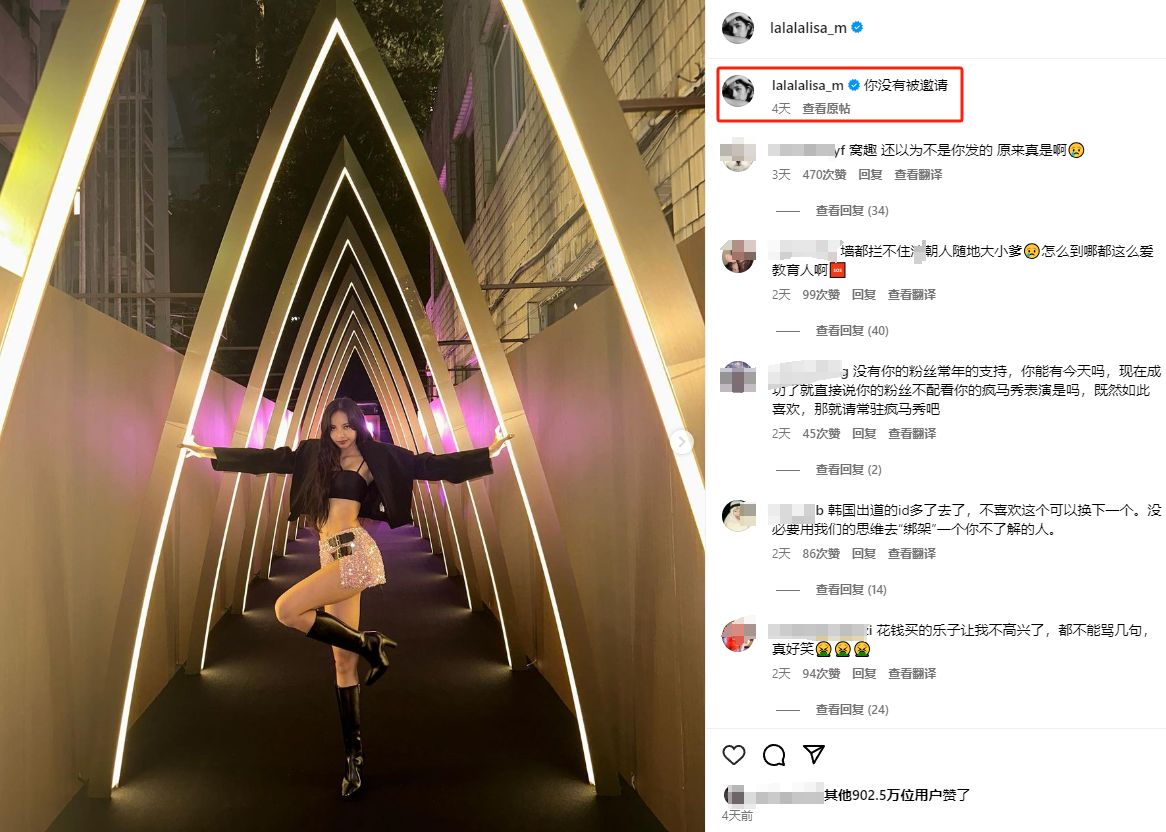 lalalalisa_m
lalalalisa_m 你没有被邀请
4天 查看原帖
yf 窝趣 还以为不是你发的 原来真是啊😢
3天 470次赞 回复 查看翻译
查看回复 (34)
墙都拦不住 朝人随地大小爹😢怎么到哪都这么爱
教育人啊🆘
2天 99次赞 回复 查看翻译
查看回复 (40)
g 没有你的粉丝常年的支持，你能有今天吗，现在成
功了就直接说你的粉丝不配看你的疯马秀表演是吗，既然如此
喜欢，那就请常驻疯马秀吧
2天 45次赞 回复 查看翻译
查看回复 (2)
b 韩国出道的id多了去了，不喜欢这个可以换下一个。没
必要用我们的思维去“绑架”一个你不了解的人。
2天 86次赞 回复 查看翻译
查看回复 (14)
i 花钱买的乐子让我不高兴了，都不能骂几句，
真好笑🤮🤮🤮
2天 94次赞 回复 查看翻译
查看回复 (24)
其他902.5万位用户赞了
4天前